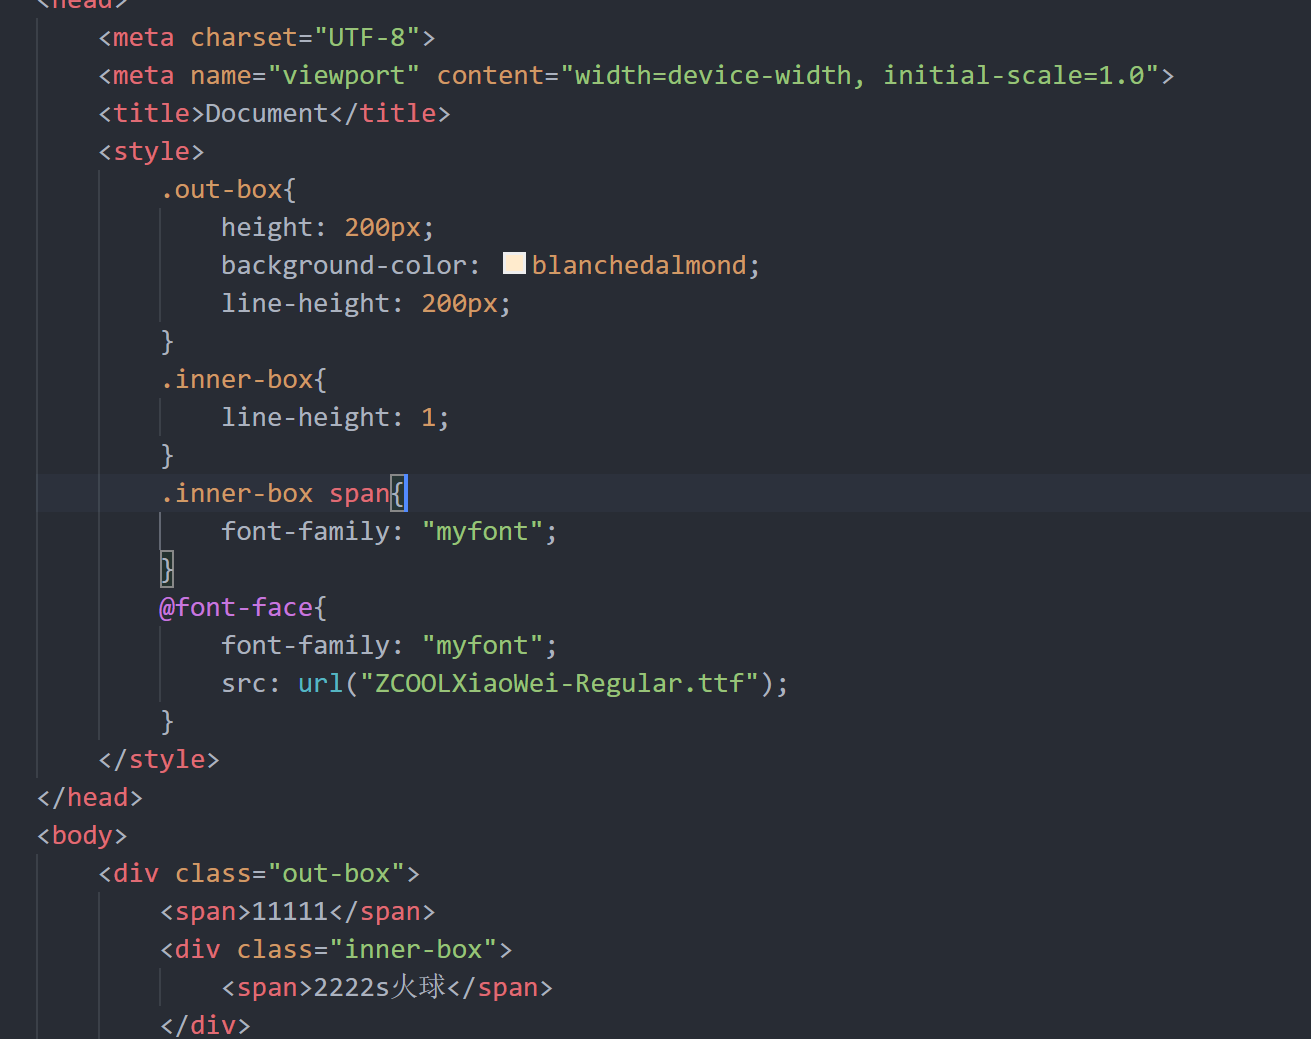 <head>
<meta charset="UTF-8">
<meta name="viewport" content="width=device-width, initial-scale=1.0">
<title>Document</title>
<style>
.out-box{
height: 200px;
background-color: blanchedalmond;
line-height: 200px;
}
.inner-box{
line-height: 1;
}
.inner-box span{
font-family: "myfont";
}
@font-face{
font-family: "myfont";
src: url("ZCOOLXiaoWei-Regular.ttf");
}
</style>
</head>
<body>
<div class="out-box">
<span>11111</span>
<div class="inner-box">
<span>2222s火球</span>
</div>